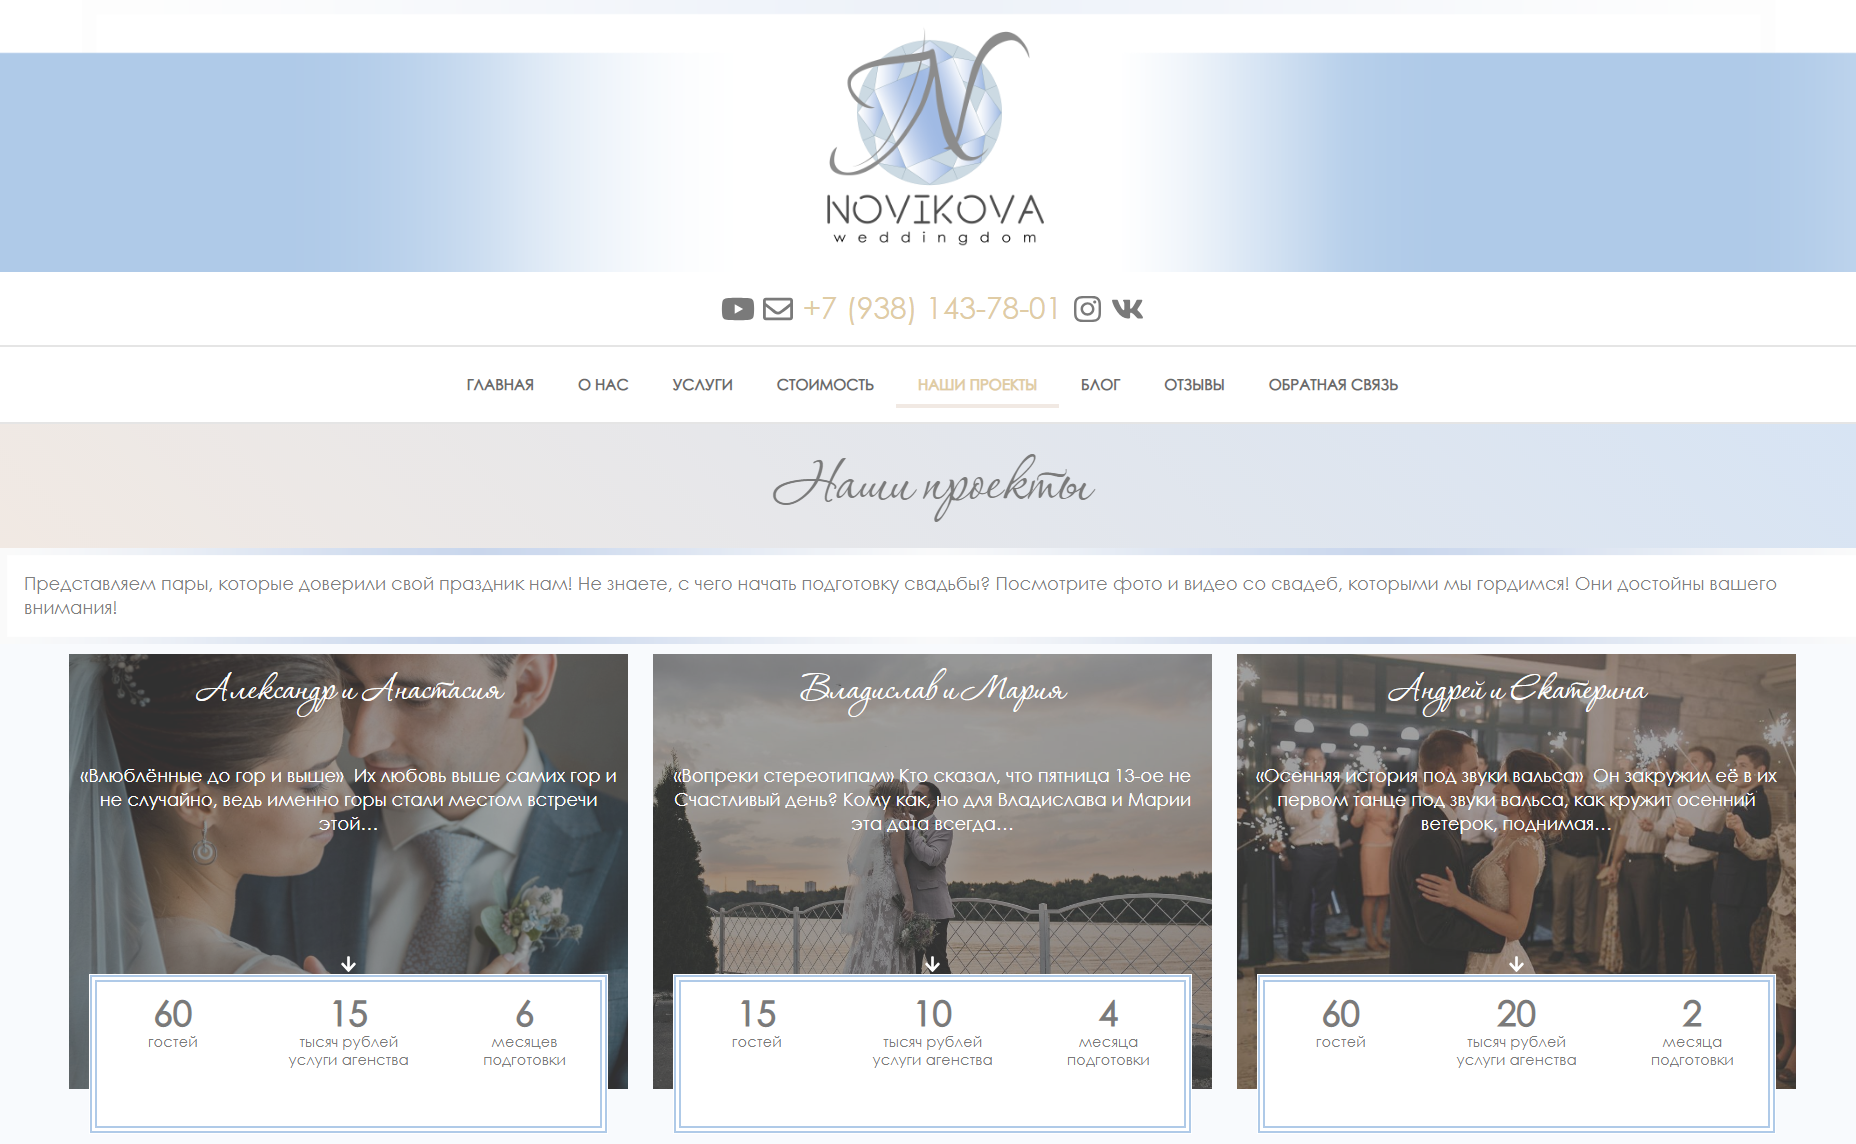 N
NOVIKOVA
weddingdom
+7 (938) 143-78-01
ГЛАВНАЯ О НАС УСЛУГИ СТОИМОСТЬ НАШИ ПРОЕКТЫ БЛОГ ОТЗЫВЫ ОБРАТНАЯ СВЯЗЬ
Наши проекты
Представляем пары, которые доверили свой праздник нам! Не знаете, с чего начать подготовку свадьбы? Посмотрите фото и видео со свадеб, которыми мы гордимся! Они достойны вашего
внимания!
Александр и Анастасия
«Влюблённые до гор и выше» Их любовь выше самих гор и
не случайно, ведь именно горы стали местом встречи
этой...
60 15 6
гостей тысяч рублей месяцев
услуги агенства подготовки
Владислав и Мария
«Вопреки стереотипам» Кто сказал, что пятница 13-ое не
Счастливый день? Кому как, но для Владислава и Марии
эта дата всегда...
15 10 4
гостей тысяч рублей месяца
услуги агенства подготовки
Андрей и Екатерина
«Осенняя история под звуки вальса» Он закружил её в их
первом танце под звуки вальса, как кружит осенний
ветерок, поднимая...
60 20 2
гостей тысяч рублей месяца
услуги агенства подготовки